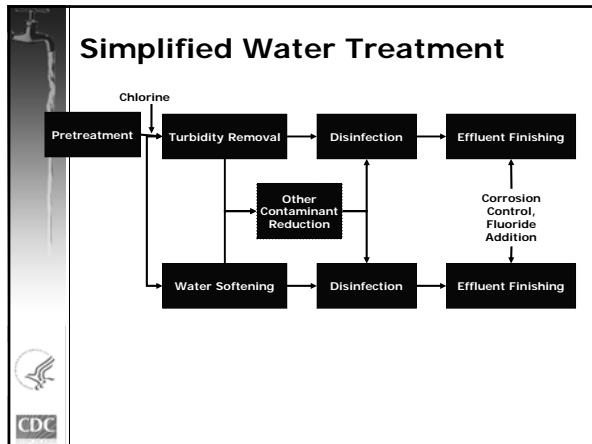 Simplified Water Treatment
Chlorine
Pretreatment
Turbidity Removal
Disinfection
Effluent Finishing
Other
Contaminant
Reduction
Corrosion
Control,
Fluoride
Addition
Water Softening
Disinfection
Effluent Finishing
CDC